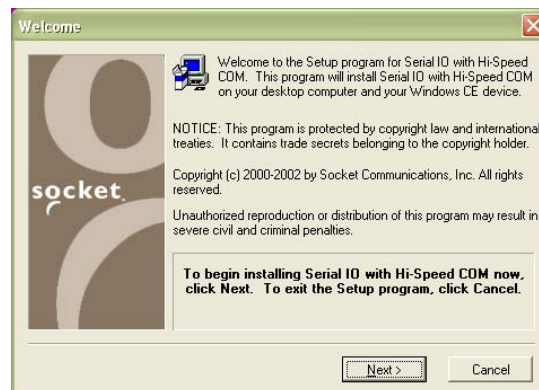 Welcome
Welcome to the Setup program for Serial IO with Hi-Speed
COM. This program will install Serial IO with Hi-Speed COM
on your desktop computer and your Windows CE device.
NOTICE: This program is protected by copyright law and international
treaties. It contains trade secrets belonging to the copyright holder.
socket.
Copyright (c) 2000-2002 by Socket Communications, Inc. All rights
reserved.
Unauthorized reproduction or distribution of this program may result in
severe civil and criminal penalties.
To begin installing Serial IO with Hi-Speed COM now,
click Next. To exit the Setup program, click Cancel.
Next >
Cancel